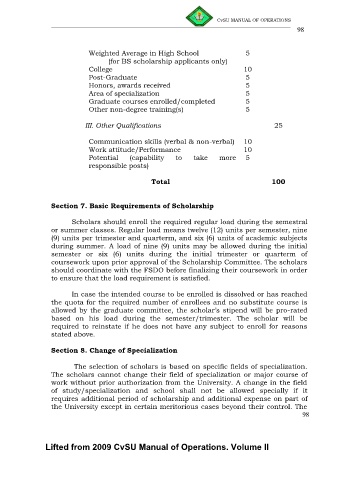 CvSU MANUAL OF OPERATIONS
98
Weighted Average in High School 5
(for BS scholarship applicants only)
College 10
Post-Graduate 5
Honors, awards received 5
Area of specialization 5
Graduate courses enrolled/completed 5
Other non-degree training(s) 5
III. Other Qualifications 25
Communication skills (verbal & non-verbal) 10
Work attitude/Performance 10
Potential (capability to take more 5
responsible posts)
Total 100
Section 7. Basic Requirements of Scholarship
Scholars should enroll the required regular load during the semestral
or summer classes. Regular load means twelve (12) units per semester, nine
(9) units per trimester and quarterm, and six (6) units of academic subjects
during summer. A load of nine (9) units may be allowed during the initial
semester or six (6) units during the initial trimester or quarterm of
coursework upon prior approval of the Scholarship Committee. The scholars
should coordinate with the FSDO before finalizing their coursework in order
to ensure that the load requirement is satisfied.
In case the intended course to be enrolled is dissolved or has reached
the quota for the required number of enrollees and no substitute course is
allowed by the graduate committee, the scholar's stipend will be pro-rated
based on his load during the semester/trimester. The scholar will be
required to reinstate if he does not have any subject to enroll for reasons
stated above.
Section 8. Change of Specialization
The selection of scholars is based on specific fields of specialization.
The scholars cannot change their field of specialization or major course of
work without prior authorization from the University. A change in the field
of study/specialization and school shall not be allowed specially if it
requires additional period of scholarship and additional expense on part of
the University except in certain meritorious cases beyond their control. The
98
Lifted from 2009 CvSU Manual of Operations. Volume II